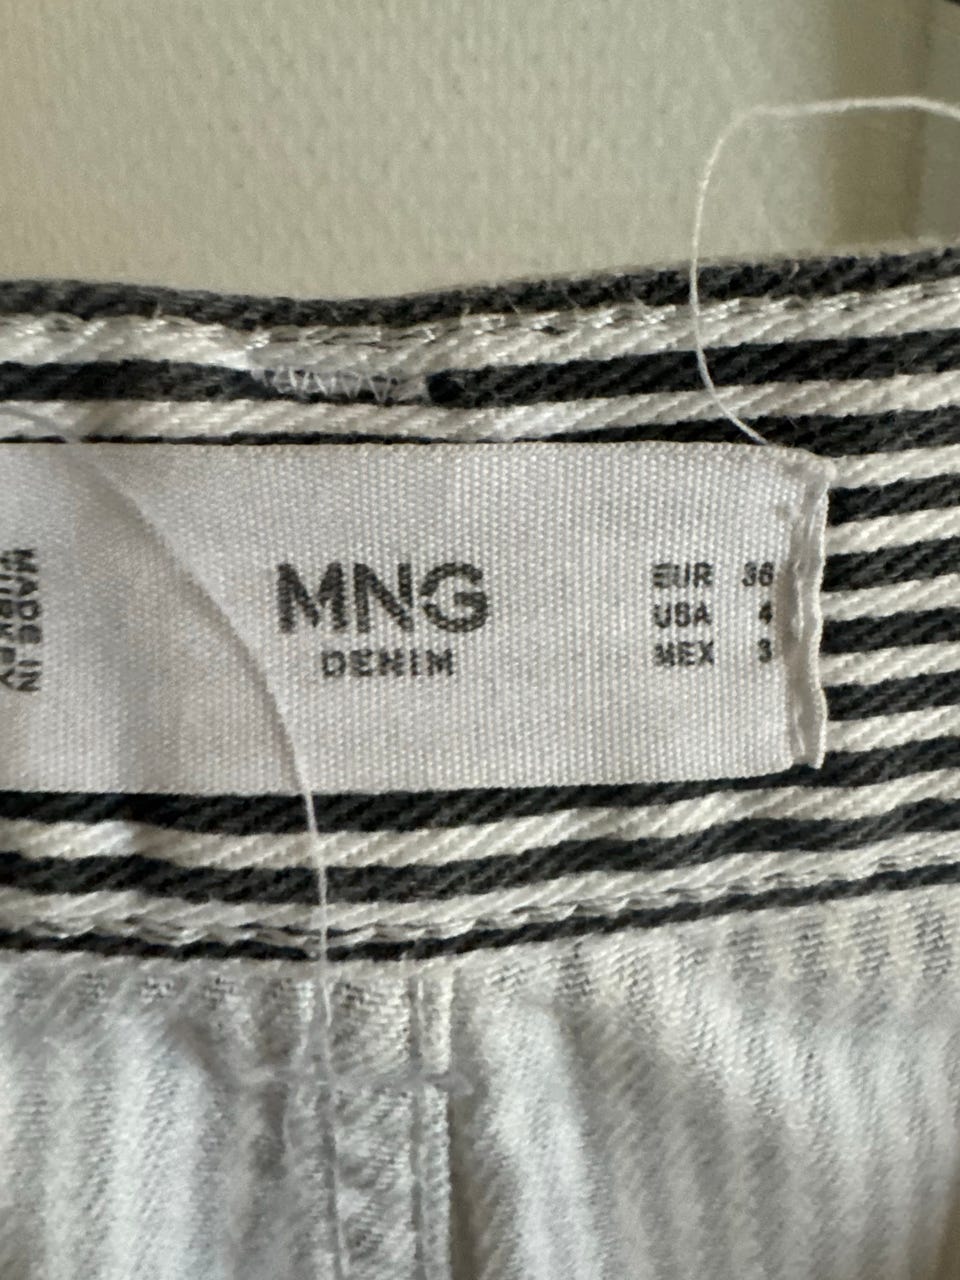 MADE IN
TURKEY
MNG
DENIM
EUR 36
USA 4
MEX 3